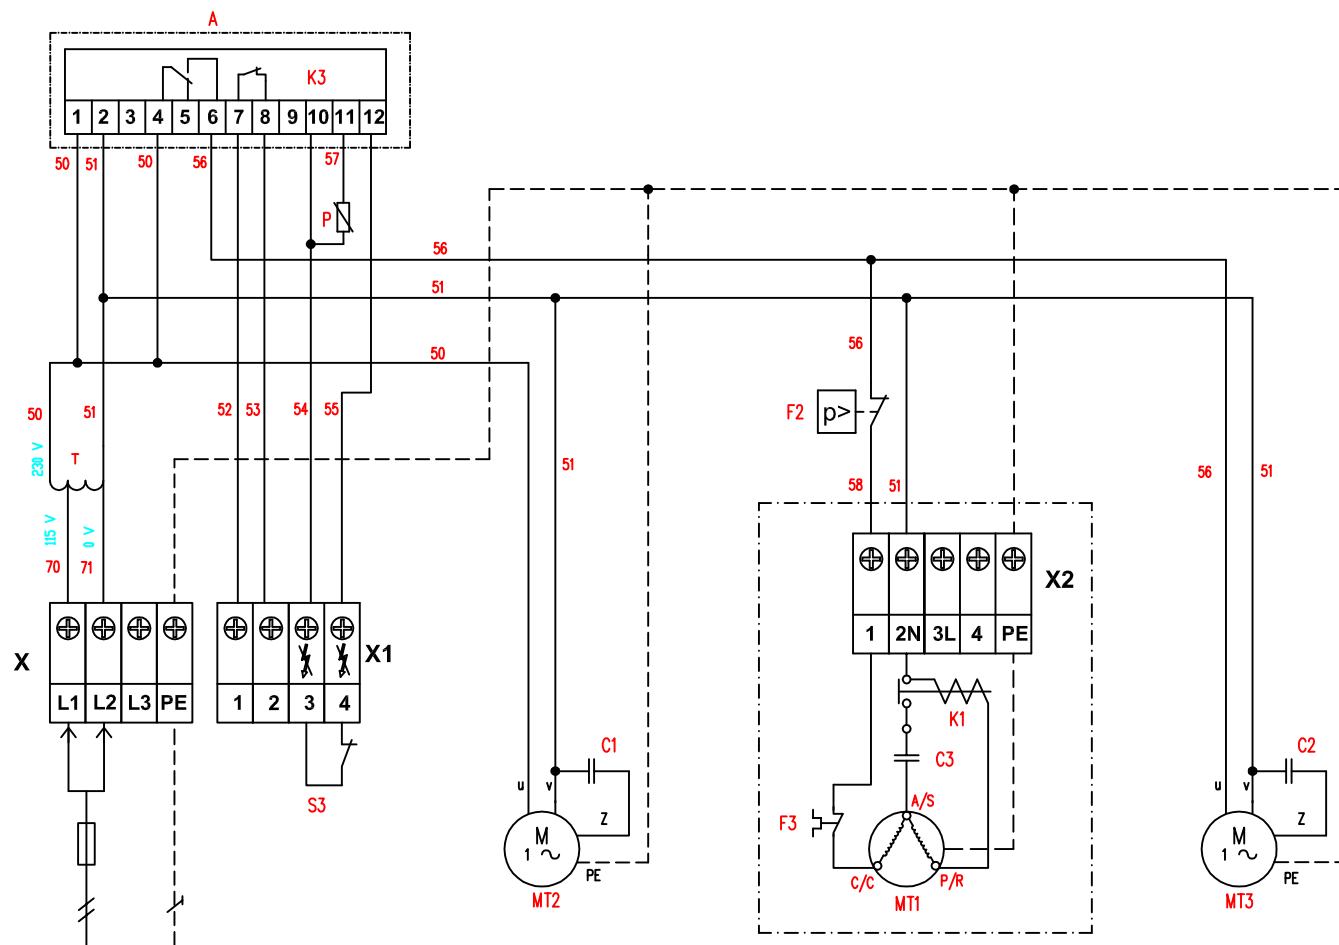 A
K3
1 2 3 4 5 6 7 8 9 10 11 12
50 51 50 56 57
P
56
51
50
56
50 51 52 53 54 55
F2 p>
230 V T
51
56 51
58 51
115 V 0 V
70 71
X2
1 2N 3L 4 PE
X X1
L1 L2 L3 PE 1 2 3 4
K1
C1 C3 C2
S3
u v u v
A/S
Z F3 Z
M M
1 1
C/C P/R
PE PE
MT2 MT1 MT3